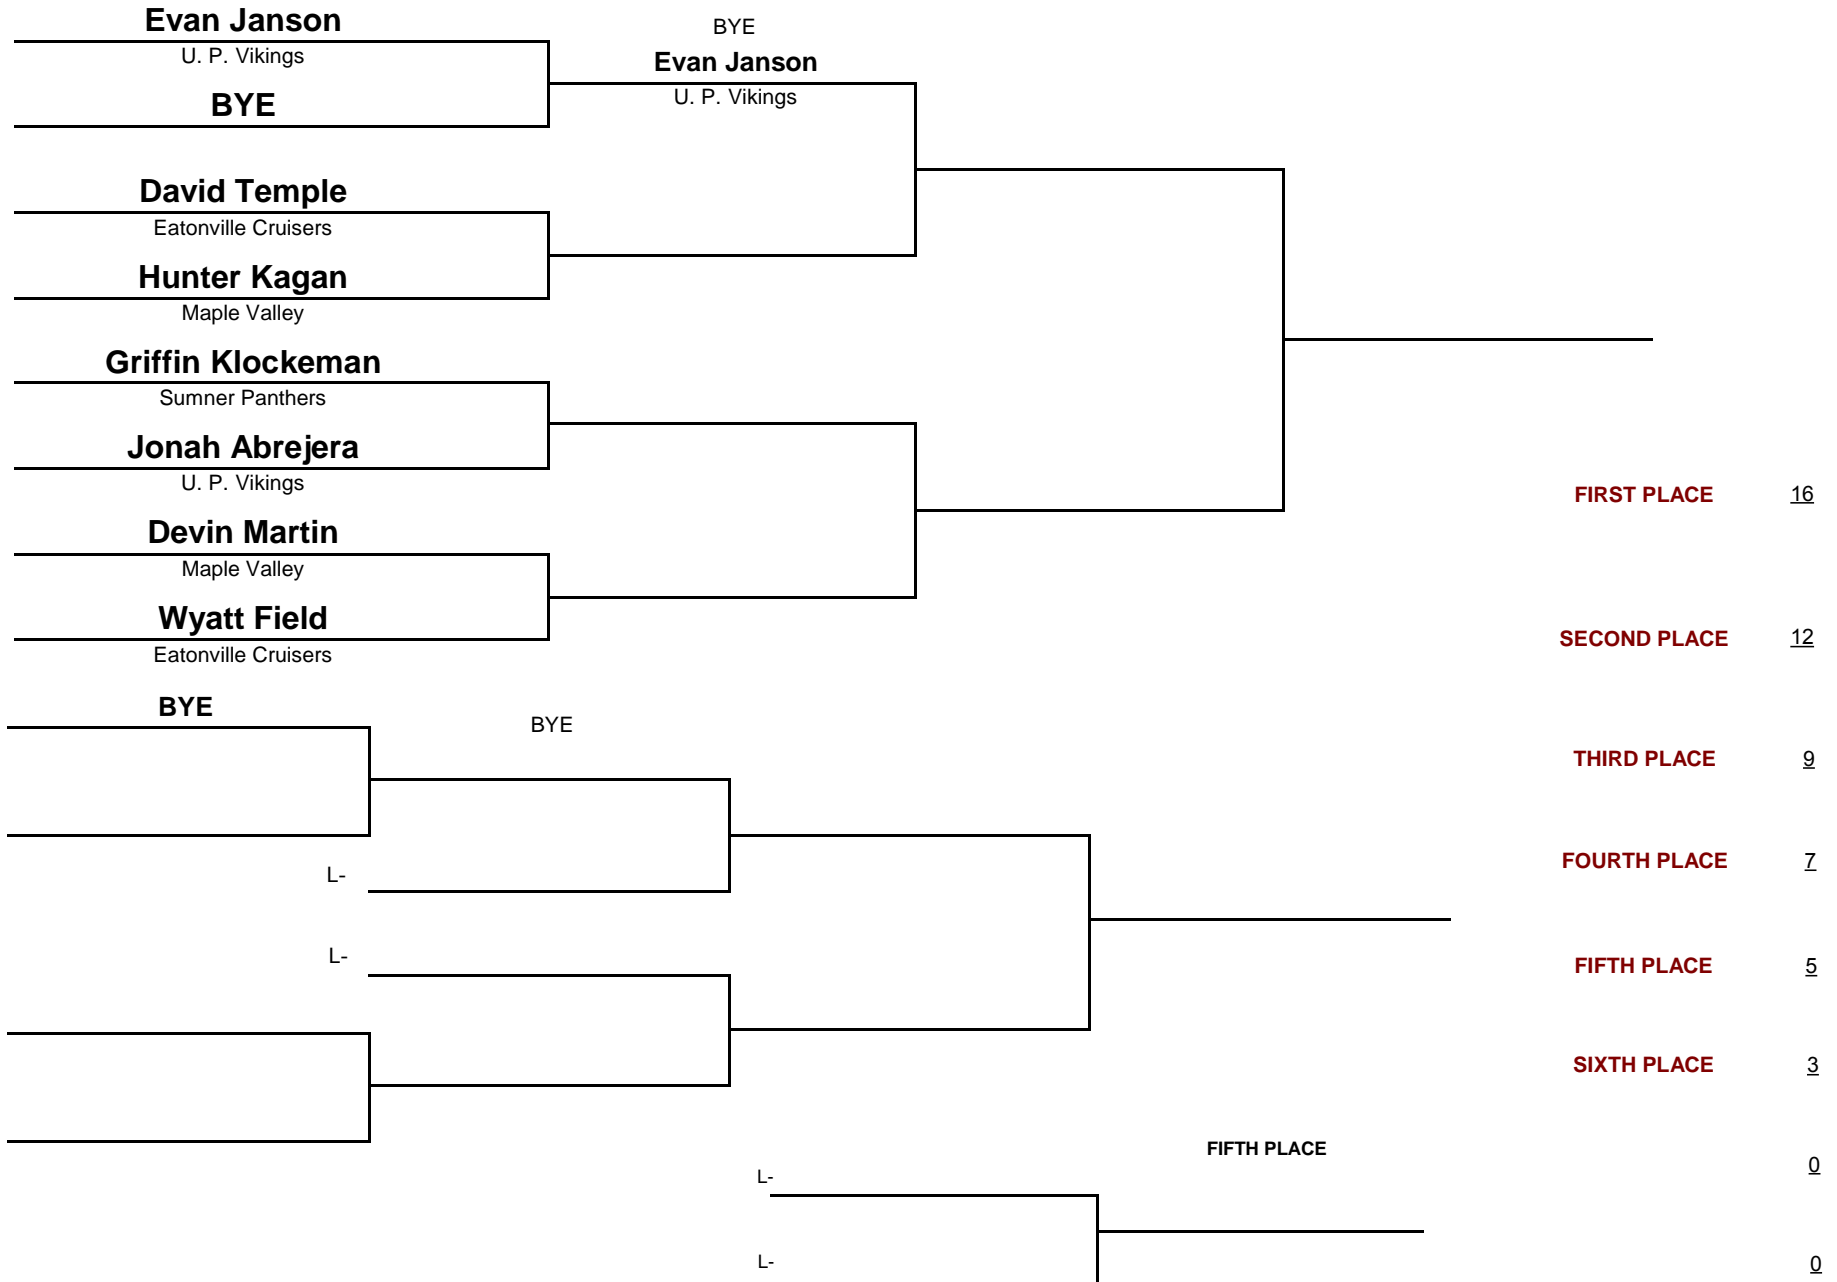 Evan Janson
U. P. Vikings
BYE
BYE
Evan Janson
U. P. Vikings
David Temple
Eatonville Cruisers
Hunter Kagan
Maple Valley
Griffin Klockeman
Sumner Panthers
Jonah Abrejera
U. P. Vikings
Devin Martin
Maple Valley
Wyatt Field
Eatonville Cruisers
FIRST PLACE 16
SECOND PLACE 12
BYE
BYE
THIRD PLACE 9
L-
FOURTH PLACE 7
L-
FIFTH PLACE 5
SIXTH PLACE 3
FIFTH PLACE
0
L-
L-
0